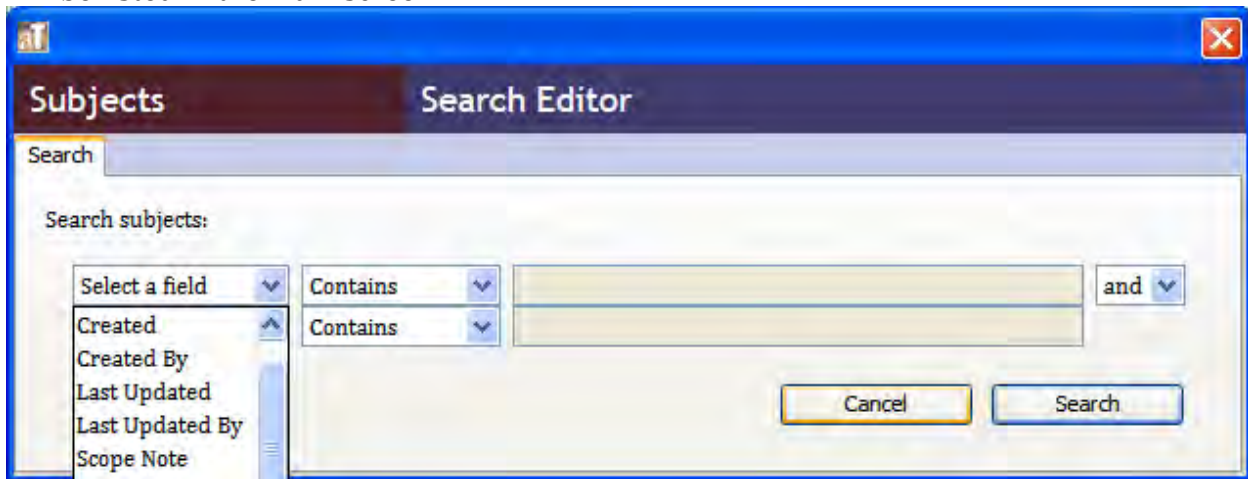 aT
Subjects Search Editor
Search
Search subjects:
Select a field Contains and
Created Contains
Created By
Last Updated
Cancel Search
Last Updated By
Scope Note